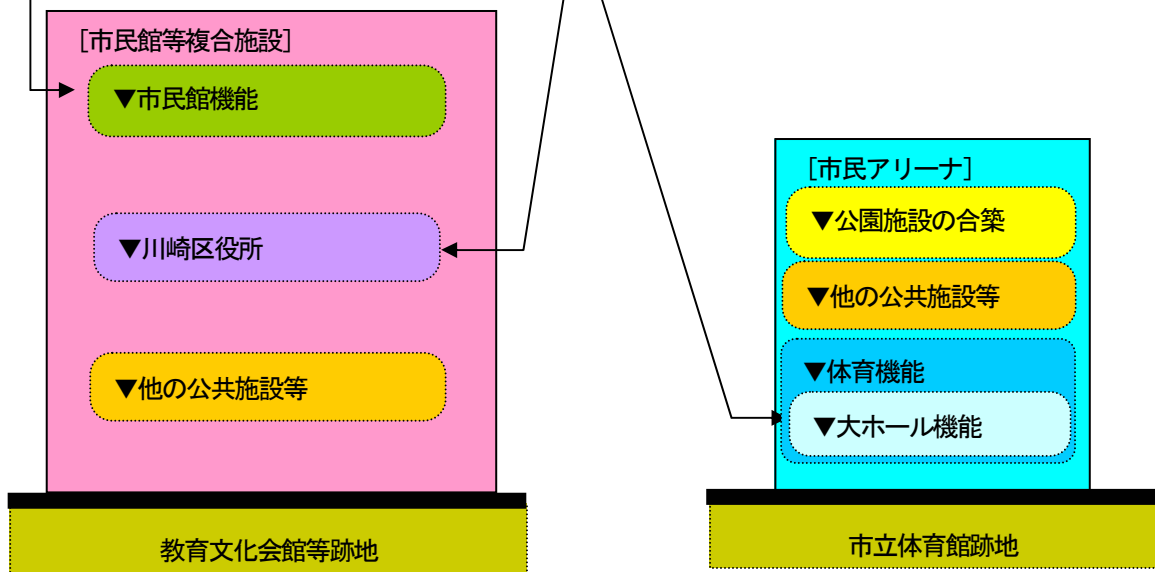 ［市民館等複合施設］
▼市民館機能
▼川崎区役所
▼他の公共施設等
教育文化会館等跡地
［市民アリーナ］
▼公園施設の合築
▼他の公共施設等
▼体育機能
▼大ホール機能
市立体育館跡地